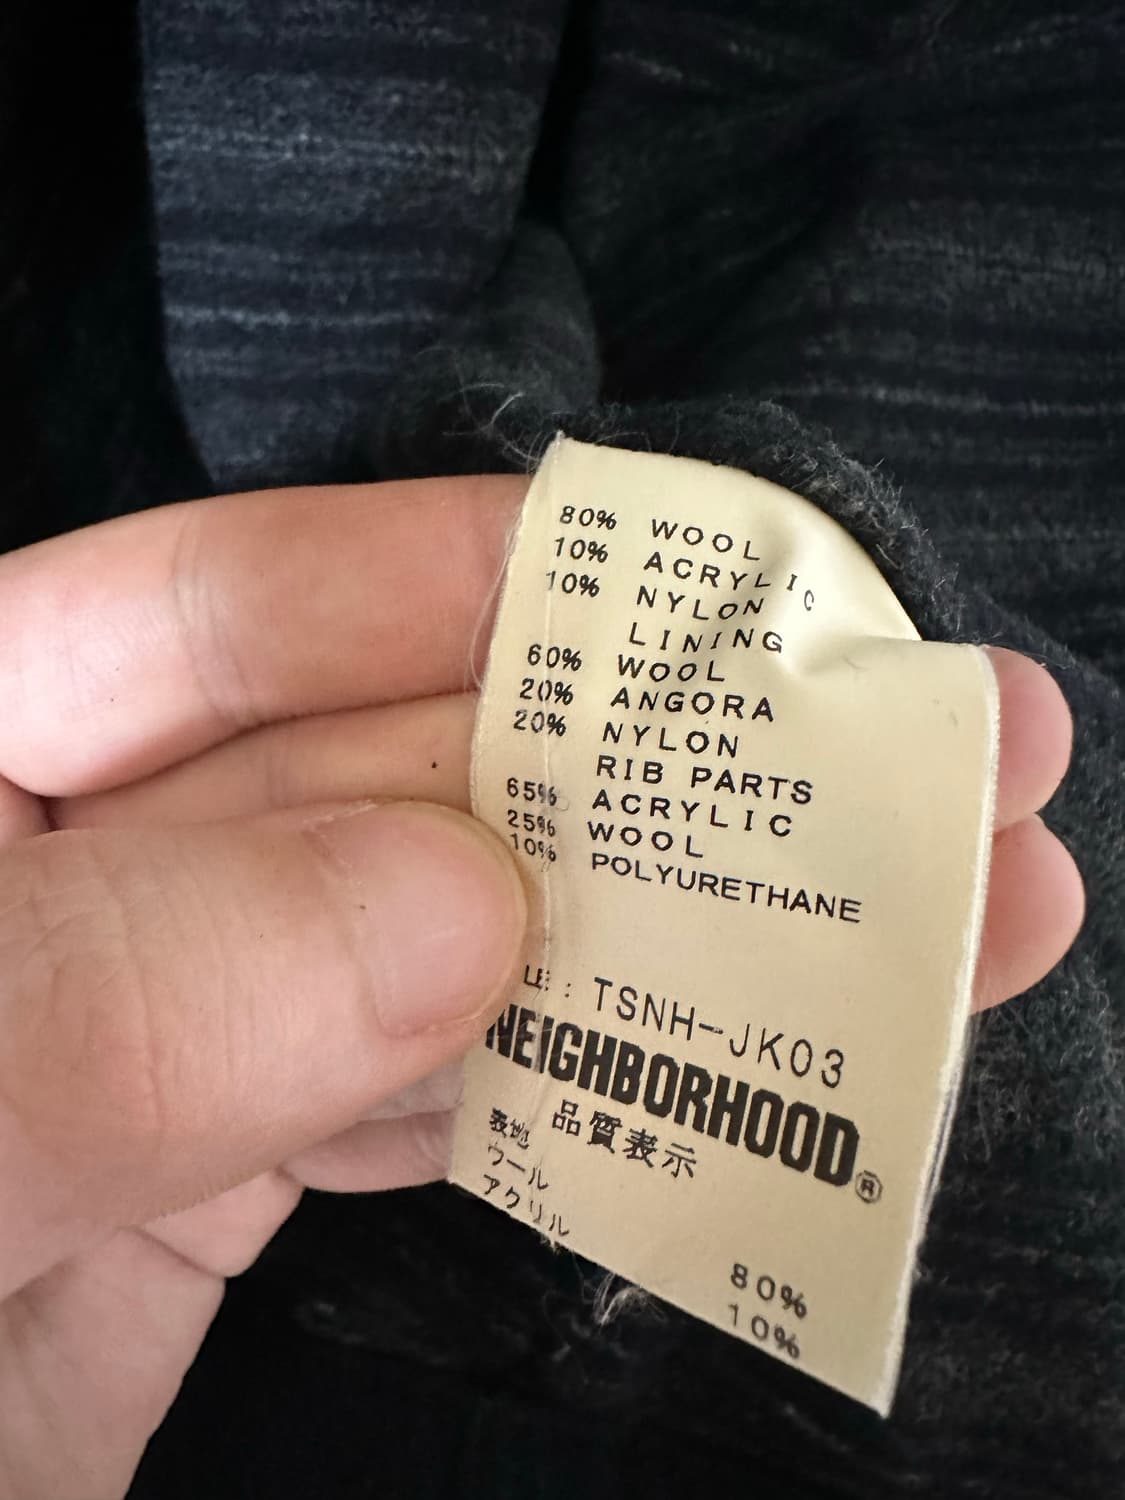 80% WOOL
10% ACRYLIC
10% NYLON
LINING
60% WOOL
20% ANGORA
20% NYLON
RIB PARTS
65% ACRYLIC
25% WOOL
10% POLYURETHANE
LE : TSNH-JK03
NEIGHBORHOOD®
品質表示
表地
ウール 80%
アクリル 10%